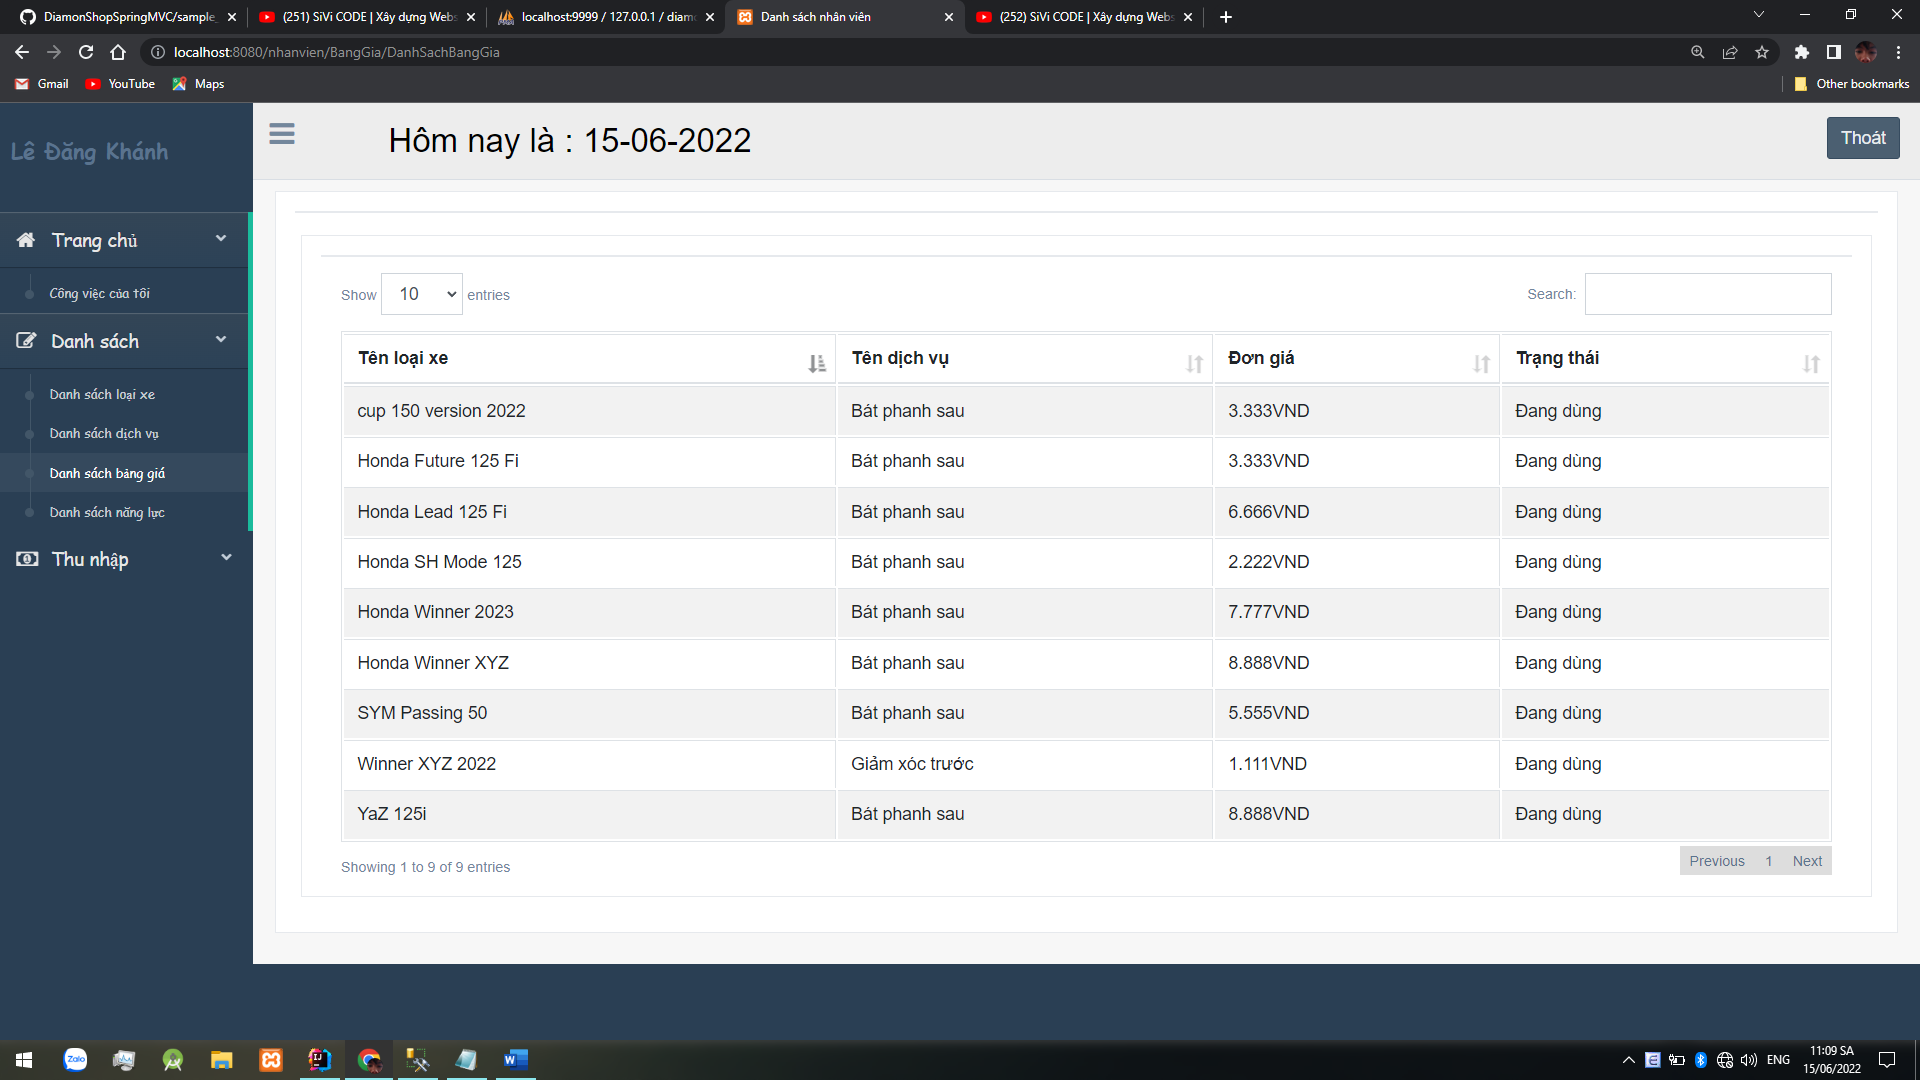 DiamonShopSpringMVC/sample_
(251) SiVi CODE | Xây dựng Webs
localhost:9999 / 127.0.0.1 / diam
Danh sách nhân viên
(252) SiVi CODE | Xây dựng Webs
localhost:8080/nhanvien/BangGia/DanhSachBangGia
Gmail YouTube Maps Other bookmarks
Lê Đăng Khánh
Hôm nay là : 15-06-2022
Thoát
Trang chủ
Công việc của tôi
Danh sách
Danh sách loại xe
Danh sách dịch vụ
Danh sách bảng giá
Danh sách năng lực
Thu nhập
Show 10 entries
Search:
Tên loại xe Tên dịch vụ Đơn giá Trạng thái
cup 150 version 2022 Bát phanh sau 3.333VND Đang dùng
Honda Future 125 Fi Bát phanh sau 3.333VND Đang dùng
Honda Lead 125 Fi Bát phanh sau 6.666VND Đang dùng
Honda SH Mode 125 Bát phanh sau 2.222VND Đang dùng
Honda Winner 2023 Bát phanh sau 7.777VND Đang dùng
Honda Winner XYZ Bát phanh sau 8.888VND Đang dùng
SYM Passing 50 Bát phanh sau 5.555VND Đang dùng
Winner XYZ 2022 Giảm xóc trước 1.111VND Đang dùng
YaZ 125i Bát phanh sau 8.888VND Đang dùng
Showing 1 to 9 of 9 entries
Previous 1 Next
Zalo
ENG
11:09 SA
15/06/2022